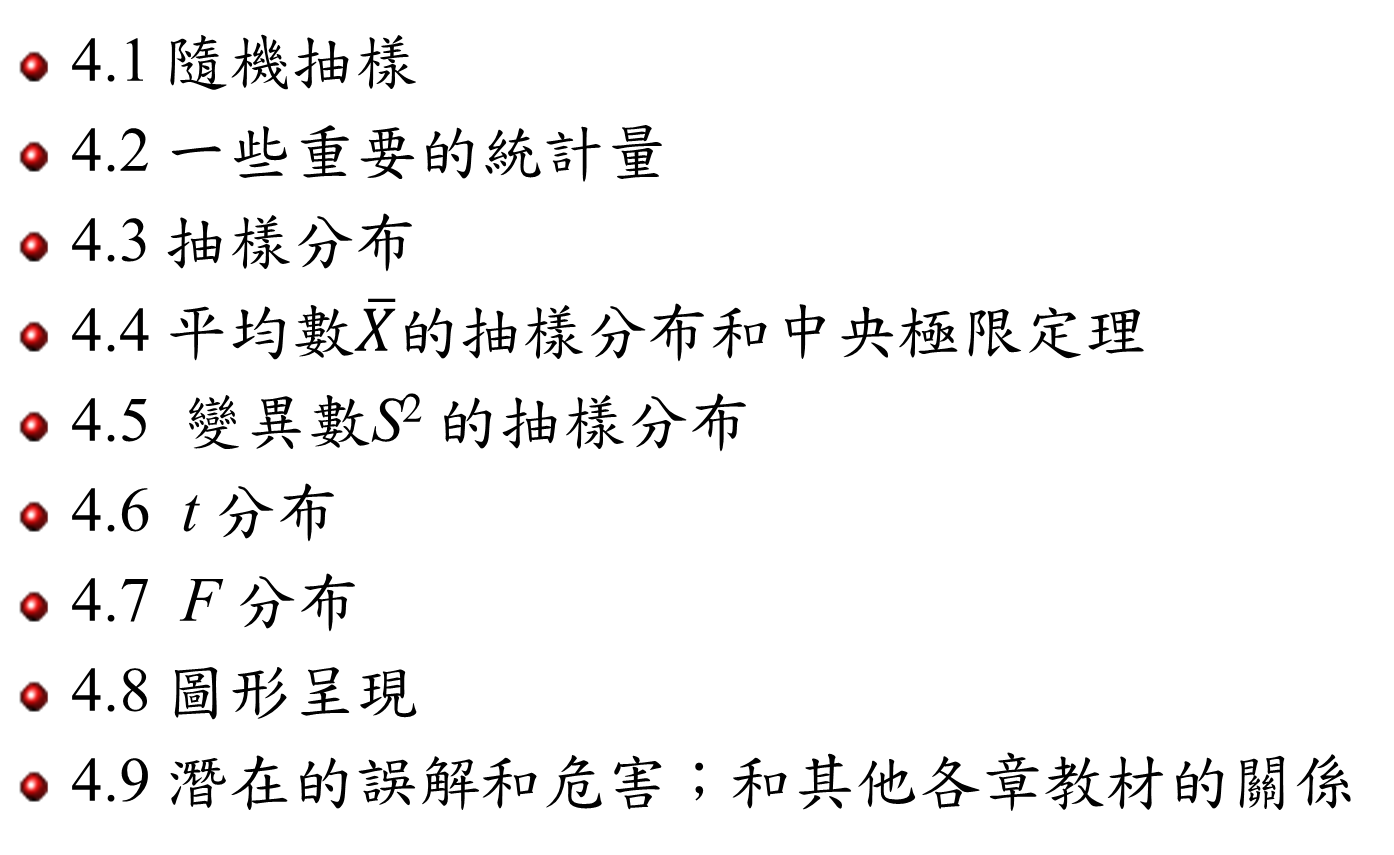 4.1 隨機抽樣
4.2 一些重要的統計量
4.3 抽樣分布
4.4 平均數X̄的抽樣分布和中央極限定理
4.5 變異數S² 的抽樣分布
4.6 t 分布
4.7 F 分布
4.8 圖形呈現
4.9 潛在的誤解和危害；和其他各章教材的關係